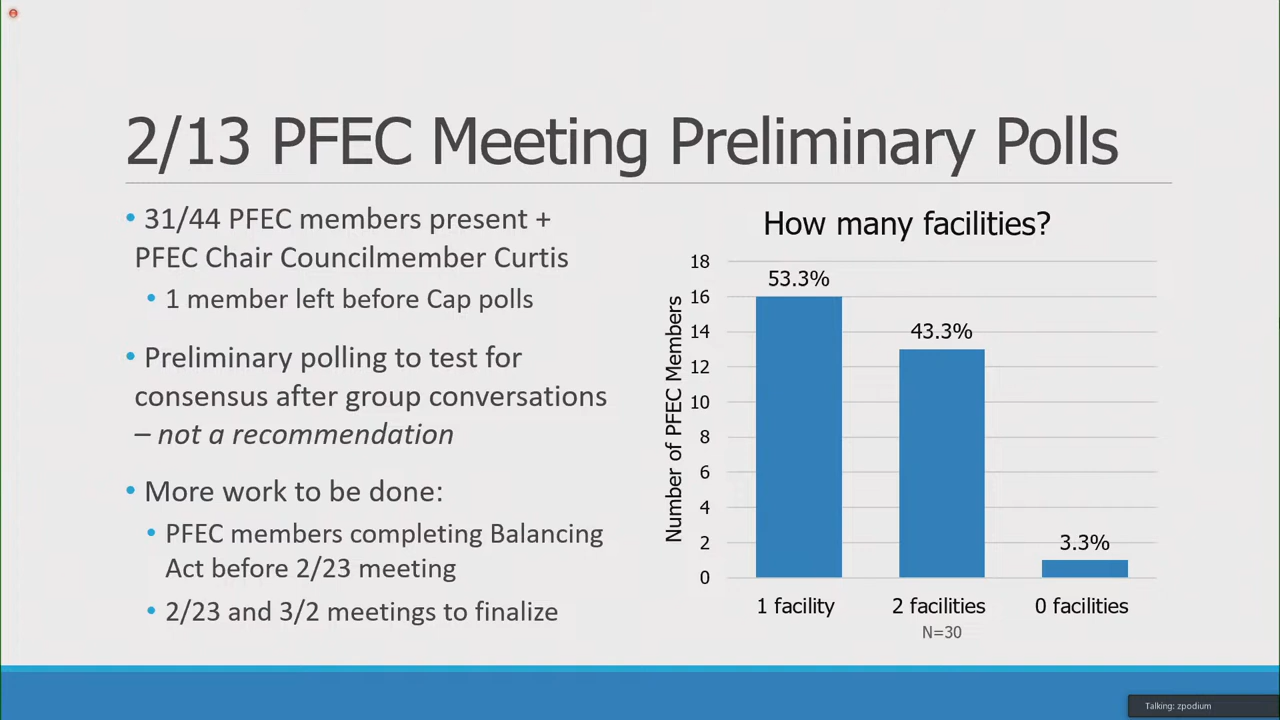 2/13 PFEC Meeting Preliminary Polls
• 31/44 PFEC members present +
PFEC Chair Councilmember Curtis
• 1 member left before Cap polls
• Preliminary polling to test for
consensus after group conversations
– not a recommendation
• More work to be done:
• PFEC members completing Balancing
Act before 2/23 meeting
• 2/23 and 3/2 meetings to finalize
How many facilities?
Number of PFEC Members
18
16
14
12
10
8
6
4
2
0
53.3%
43.3%
3.3%
1 facility
2 facilities
0 facilities
N=30
Talking: zpodium